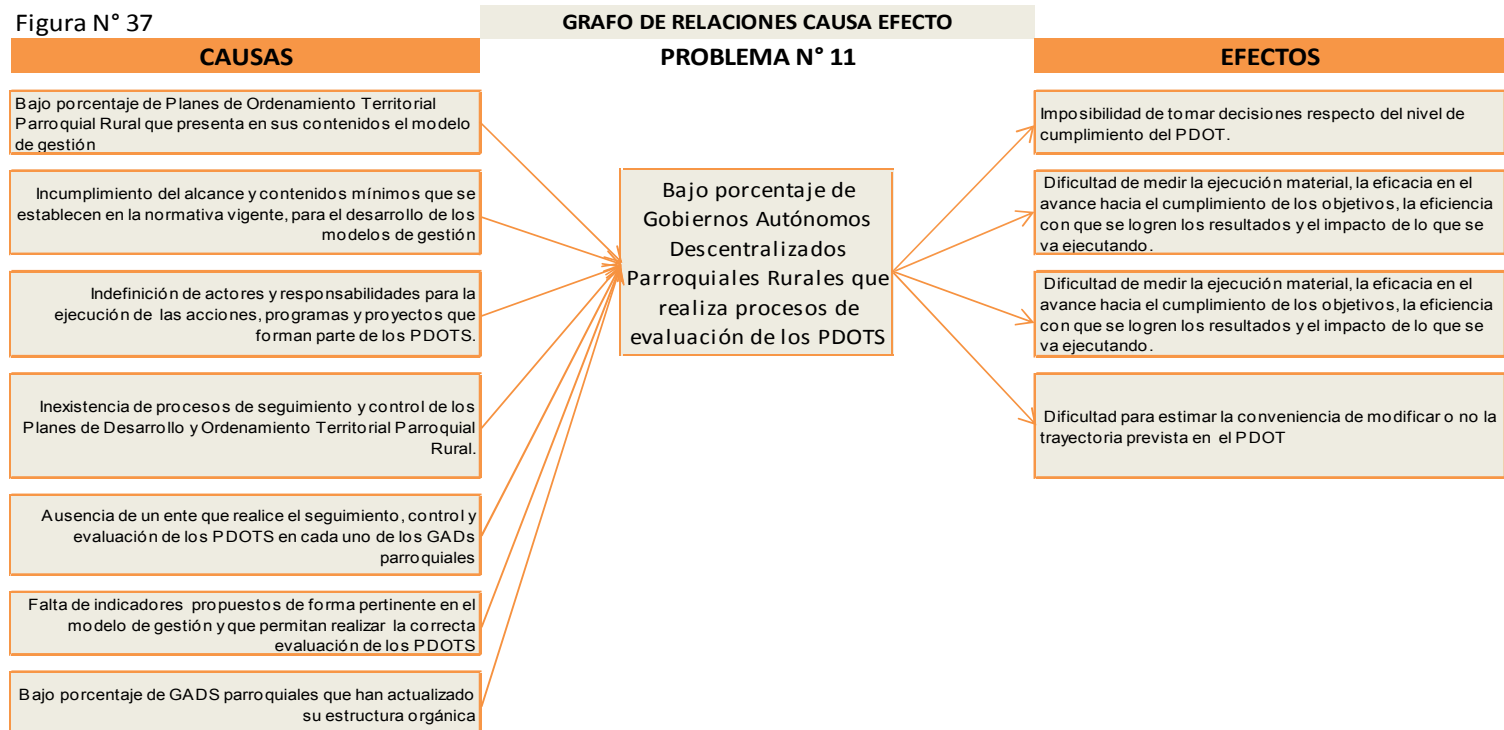 Figura N° 37
GRAFO DE RELACIONES CAUSA EFECTO
CAUSAS
PROBLEMA N° 11
EFECTOS
Bajo porcentaje de Planes de Ordenamiento Territorial
Parroquial Rural que presenta en sus contenidos el modelo
de gestión
Incumplimiento del alcance y contenidos mínimos que se
establecen en la normativa vigente, para el desarrollo de los
modelos de gestión
Indefinición de actores y responsabilidades para la
ejecución de las acciones, programas y proyectos que
forman parte de los PDOTS.
Inexistencia de procesos de seguimiento y control de los
Planes de Desarrollo y Ordenamiento Territorial Parroquial
Rural.
Ausencia de un ente que realice el seguimiento, control y
evaluación de los PDOTS en cada uno de los GADs
parroquiales
Falta de indicadores propuestos de forma pertinente en el
modelo de gestión y que permitan realizar la correcta
evaluación de los PDOTS
Bajo porcentaje de GADS parroquiales que han actualizado
su estructura orgánica
Bajo porcentaje de
Gobiernos Autónomos
Descentralizados
Parroquiales Rurales que
realiza procesos de
evaluación de los PDOTS
Imposibilidad de tomar decisiones respecto del nivel de
cumplimiento del PDOT.
Dificultad de medir la ejecución material, la eficacia en el
avance hacia el cumplimiento de los objetivos, la eficiencia
con que se logren los resultados y el impacto de lo que se
va ejecutando.
Dificultad de medir la ejecución material, la eficacia en el
avance hacia el cumplimiento de los objetivos, la eficiencia
con que se logren los resultados y el impacto de lo que se
va ejecutando.
Dificultad para estimar la conveniencia de modificar o no la
trayectoria prevista en el PDOT